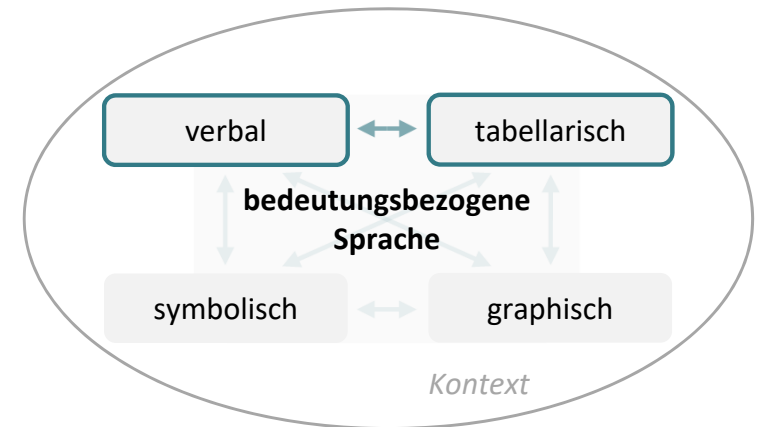 verbal
tabellarisch
bedeutungsbezogene
Sprache
symbolisch
graphisch
Kontext